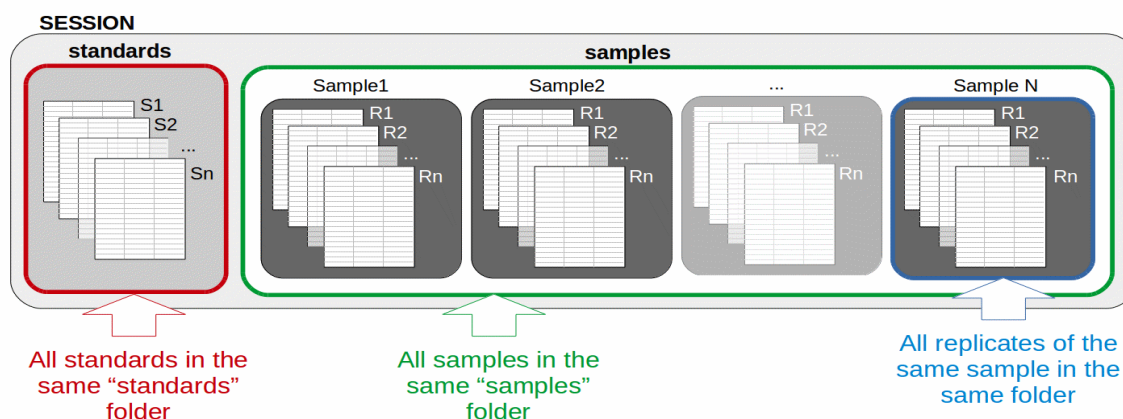 SESSION
standards
samples
S1
S2
...
Sn
Sample1
R1
R2
...
Rn
Sample2
R1
R2
...
Rn
...
R1
R2
...
Rn
Sample N
R1
R2
...
Rn
All standards in the
same “standards”
folder
All samples in the
same “samples”
folder
All replicates of the
same sample in the
same folder